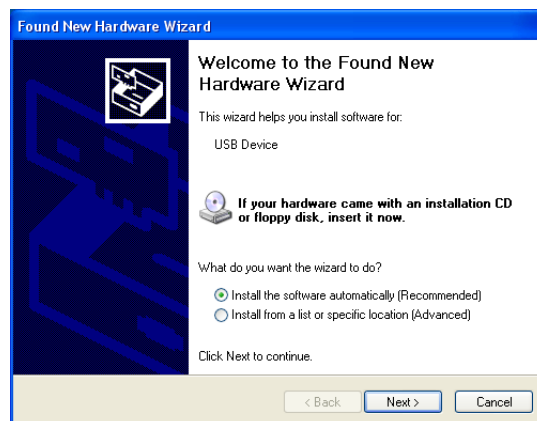 Found New Hardware Wizard
Welcome to the Found New
Hardware Wizard
This wizard helps you install software for:
USB Device
If your hardware came with an installation CD
or floppy disk, insert it now.
What do you want the wizard to do?
Install the software automatically (Recommended)
Install from a list or specific location (Advanced)
Click Next to continue.
< Back Next > Cancel